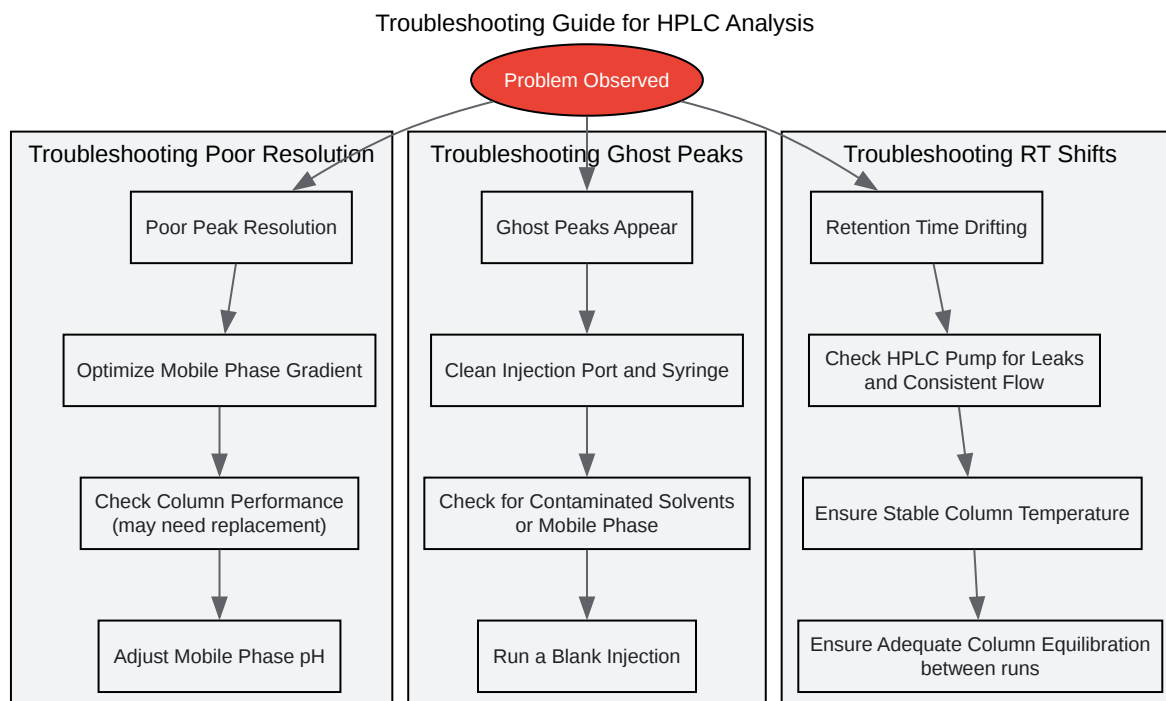 Troubleshooting Guide for HPLC Analysis
Problem Observed
Troubleshooting Poor Resolution
Poor Peak Resolution
Optimize Mobile Phase Gradient
Check Column Performance
(may need replacement)
Adjust Mobile Phase pH
Troubleshooting Ghost Peaks
Ghost Peaks Appear
Clean Injection Port and Syringe
Check for Contaminated Solvents
or Mobile Phase
Run a Blank Injection
Troubleshooting RT Shifts
Retention Time Drifting
Check HPLC Pump for Leaks
and Consistent Flow
Ensure Stable Column Temperature
Ensure Adequate Column Equilibration
between runs